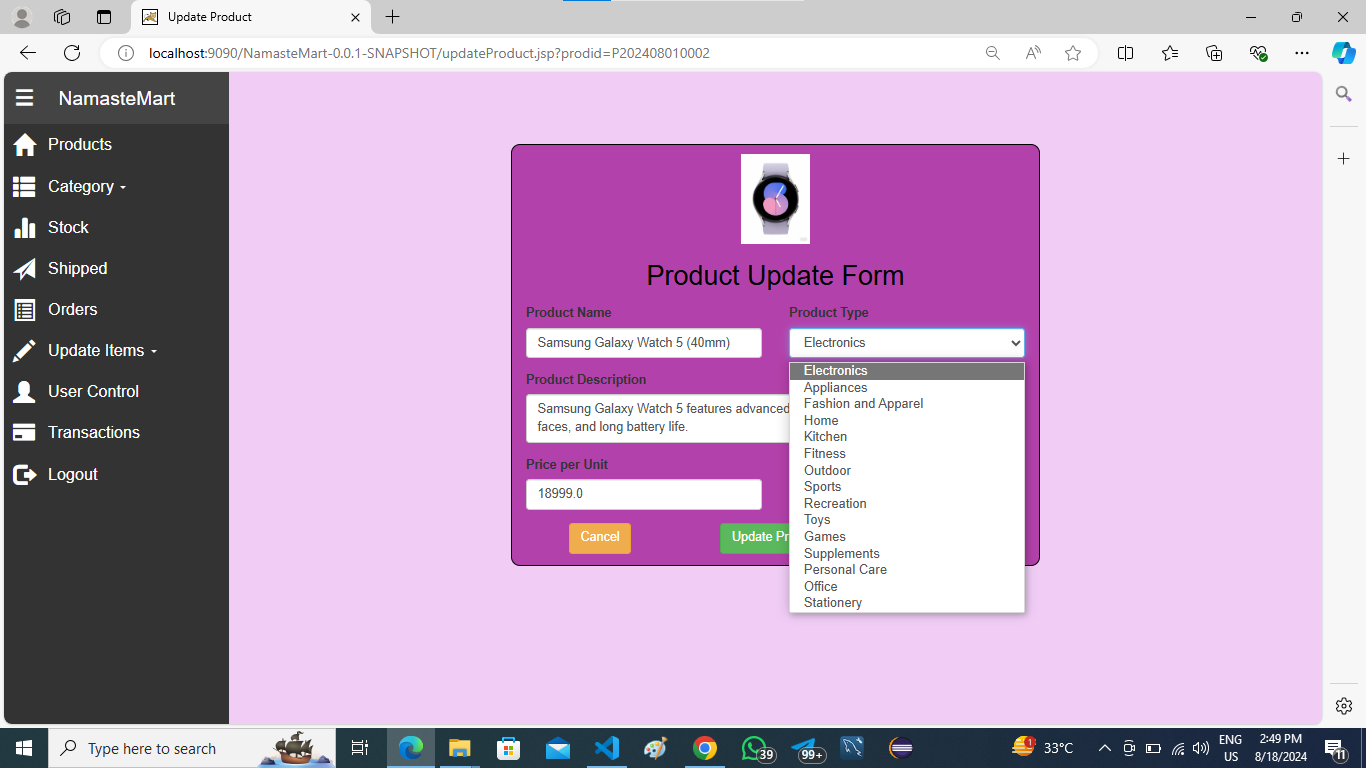 Update Product
localhost:9090/NamasteMart-0.0.1-SNAPSHOT/updateProduct.jsp?prodid=P202408010002
NamasteMart
Products
Category
Stock
Shipped
Orders
Update Items
User Control
Transactions
Logout
Product Update Form
Product Name
Product Type
Samsung Galaxy Watch 5 (40mm)
Electronics
Product Description
Samsung Galaxy Watch 5 features advanced
faces, and long battery life.
Price per Unit
18999.0
Cancel
Update Pr
Electronics
Appliances
Fashion and Apparel
Home
Kitchen
Fitness
Outdoor
Sports
Recreation
Toys
Games
Supplements
Personal Care
Office
Stationery
Type here to search
39
99+
1
33°C
ENG
US
2:49 PM
8/18/2024
11